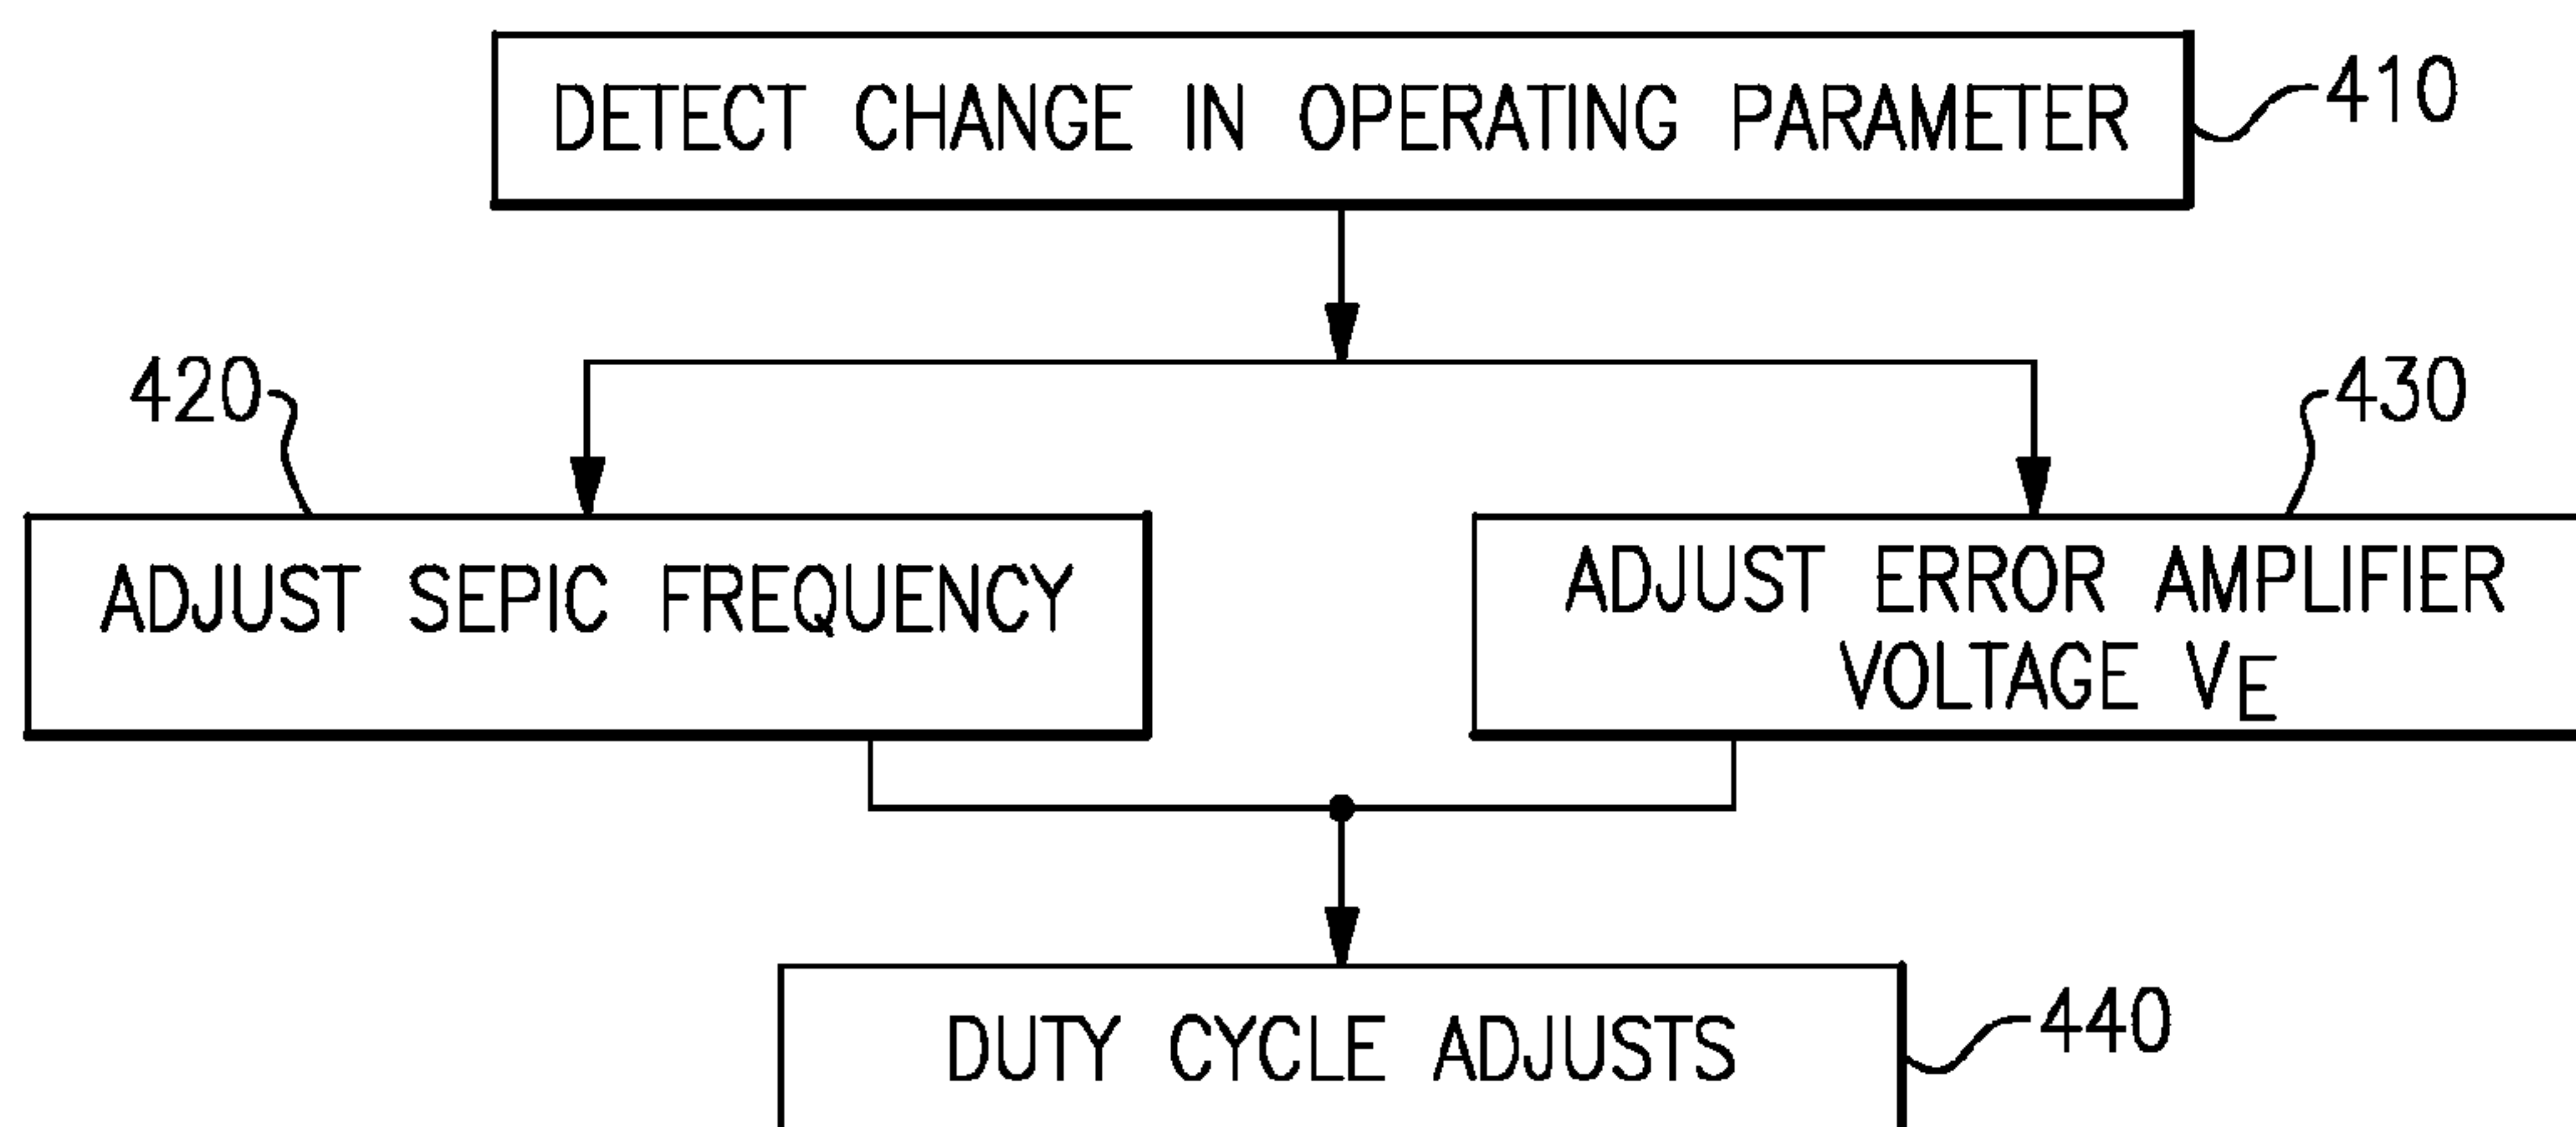 DETECT CHANGE IN OPERATING PARAMETER
410
420
430
ADJUST SEPIC FREQUENCY
ADJUST ERROR AMPLIFIER
VOLTAGE VE
DUTY CYCLE ADJUSTS
440